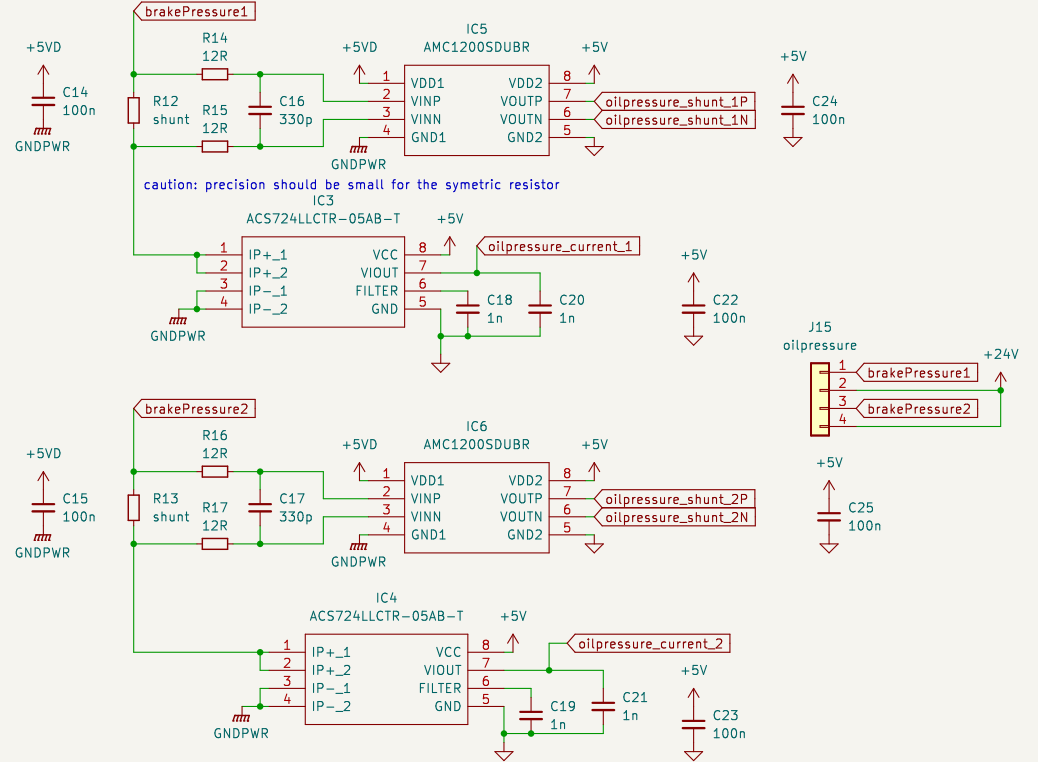 brakePressure1
+5VD
C14
100n
GNDPWR
R14
12R
R12
shunt
R15
12R
C16
330p
+5VD
IC5
AMC1200SDUBR
1 VDD1
2 VINP
3 VINN
4 GND1
VDD2 8
VOUTP 7
VOUTN 6
GND2 5
GNDPWR
+5V
oilpressure_shunt_1P
oilpressure_shunt_1N
+5V
C24
100n
caution: precision should be small for the symetric resistor
IC3
ACS724LLCTR-05AB-T
1 IP+_1
2 IP+_2
3 IP-_1
4 IP-_2
VCC 8
VIOUT 7
FILTER 6
GND 5
GNDPWR
+5V
oilpressure_current_1
C18
1n
C20
1n
+5V
C22
100n
J15
oilpressure
1
2
3
4
brakePressure1
brakePressure2
+24V
brakePressure2
+5VD
C15
100n
GNDPWR
R16
12R
R13
shunt
R17
12R
C17
330p
+5VD
IC6
AMC1200SDUBR
1 VDD1
2 VINP
3 VINN
4 GND1
VDD2 8
VOUTP 7
VOUTN 6
GND2 5
GNDPWR
+5V
oilpressure_shunt_2P
oilpressure_shunt_2N
+5V
C25
100n
IC4
ACS724LLCTR-05AB-T
1 IP+_1
2 IP+_2
3 IP-_1
4 IP-_2
VCC 8
VIOUT 7
FILTER 6
GND 5
GNDPWR
+5V
oilpressure_current_2
C19
1n
C21
1n
+5V
C23
100n